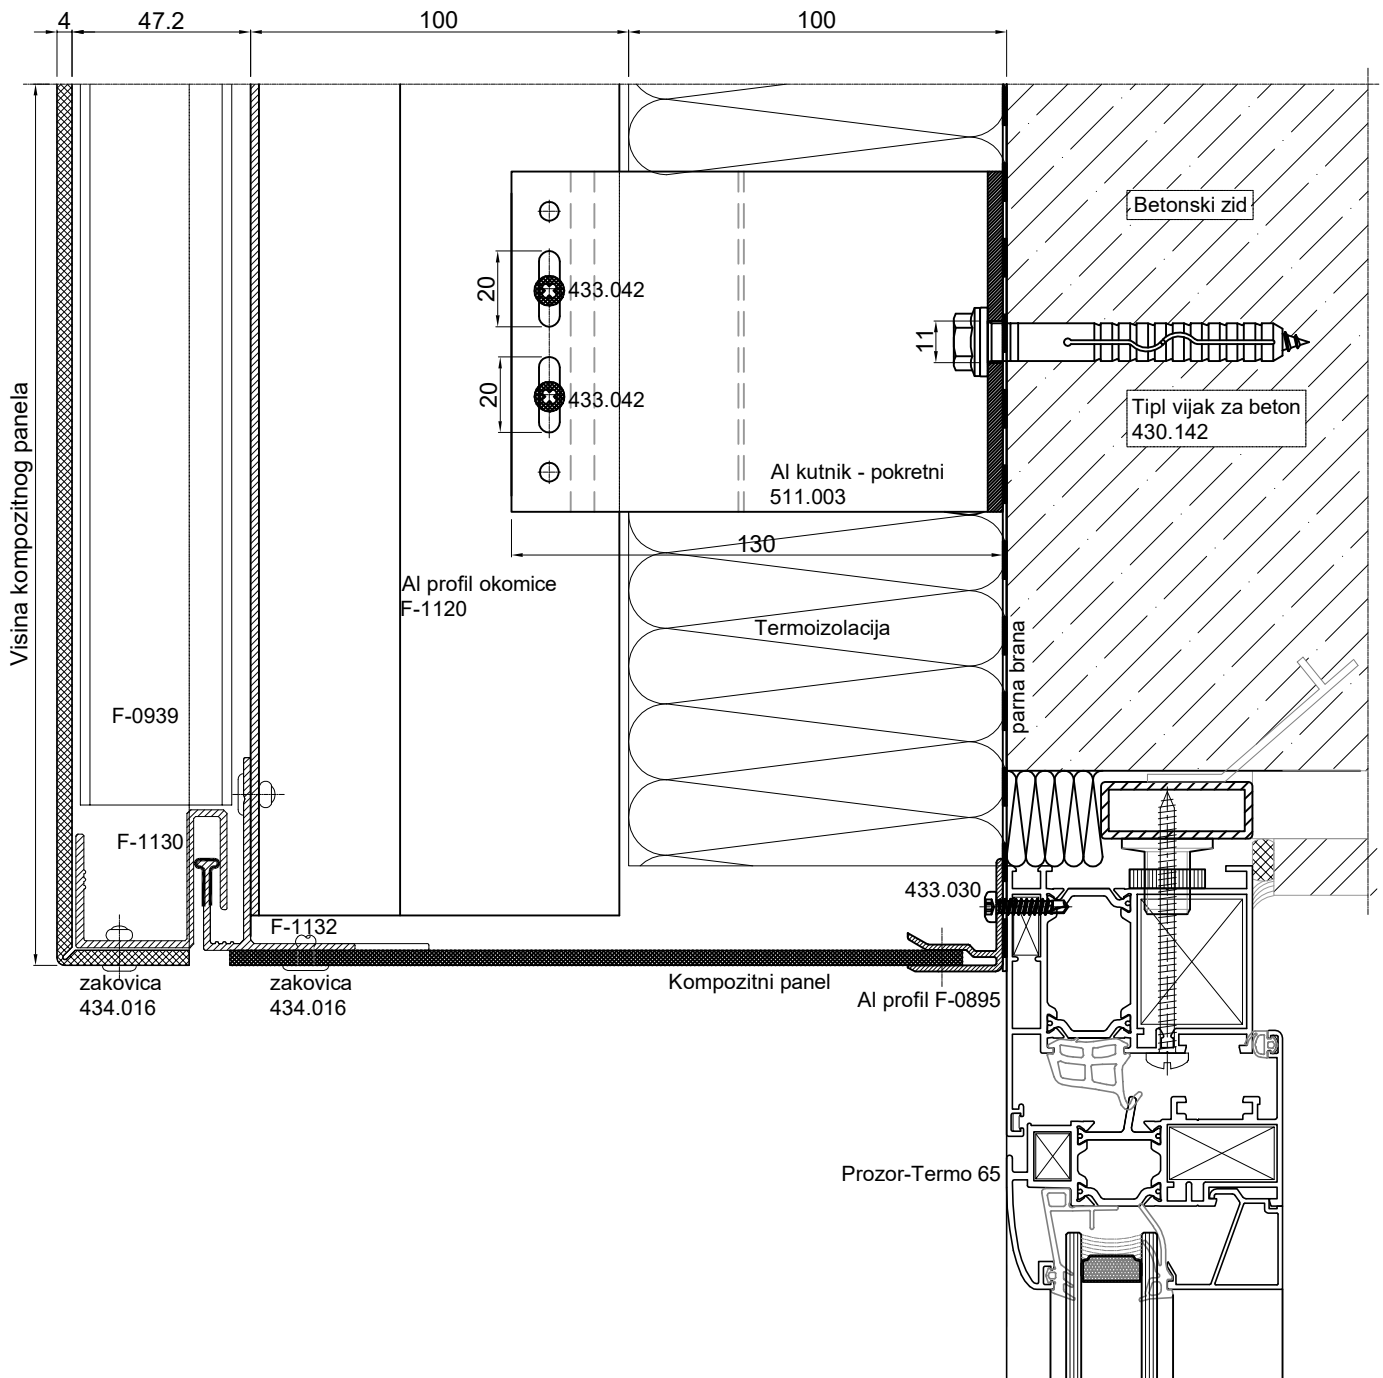 4
47.2
100
100
Betonski zid
20
433.042
11
20
433.042
Tipl vijak za beton
430.142
Visina kompozitnog panela
Al kutnik - pokretni
511.003
130
Al profil okomice
F-1120
Termoizolacija
parna brana
F-0939
F-1130
433.030
F-1132
zakovica
434.016
zakovica
434.016
Kompozitni panel
Al profil F-0895
Prozor-Termo 65